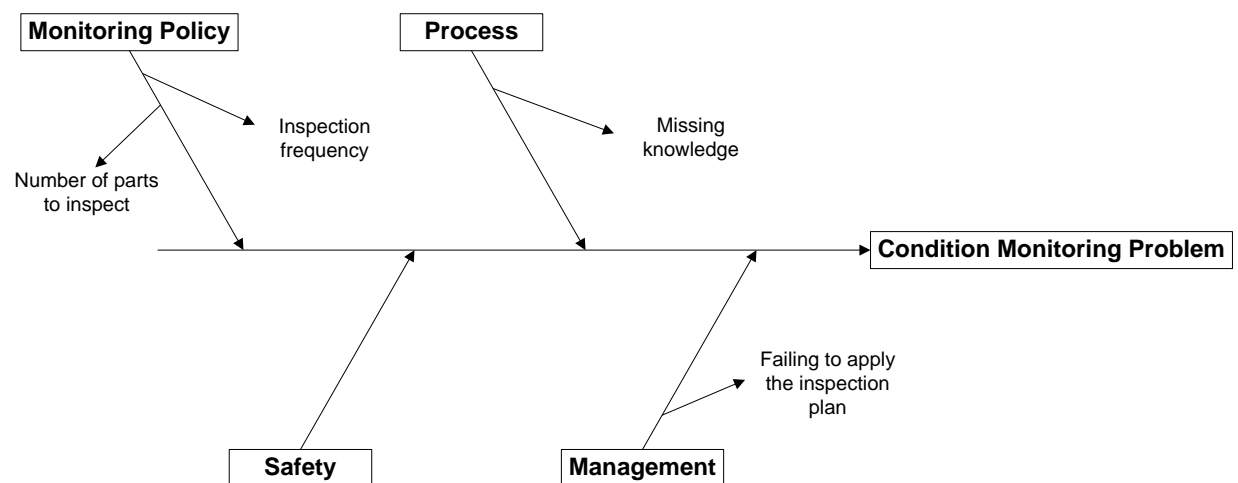 Monitoring Policy
Process
Inspection
frequency
Missing
knowledge
Number of parts
to inspect
Condition Monitoring Problem
Failing to apply
the inspection
plan
Safety
Management